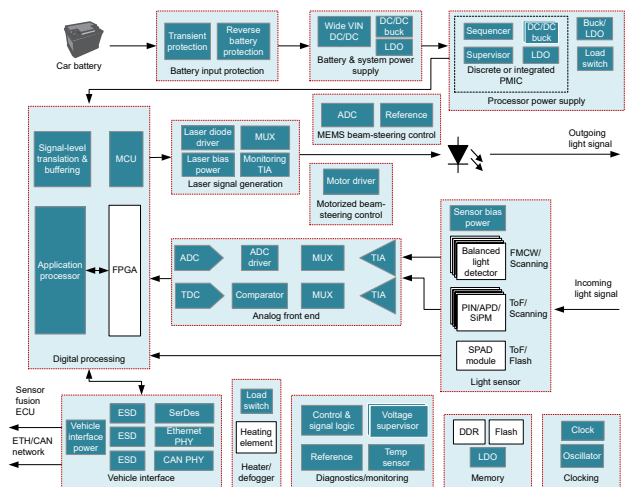 Car battery
Transient
protection
Reverse
battery
protection
Battery input protection
Wide VIN
DC/DC
DC/DC
buck
LDO
Battery & system power
supply
Sequencer
DC/DC
buck
Supervisor
LDO
Discrete or integrated
PMIC
Buck/
LDO
Load
switch
Processor power supply
Signal-level
translation &
buffering
MCU
Application
processor
FPGA
Digital processing
Laser diode
driver
MUX
Laser bias
power
Monitoring
TIA
Laser signal generation
ADC
Reference
MEMS beam-steering control
Motor driver
Motorized beam-
steering control
Outgoing
light signal
ADC
ADC
driver
MUX
TIA
TDC
Comparator
MUX
TIA
Analog front end
Sensor bias
power
Balanced
light
detector
FMCW/
Scanning
PIN/APD/
SiPM
ToF/
Scanning
SPAD
module
ToF/
Flash
Light sensor
Incoming
light signal
Sensor
fusion
ECU
ETH/CAN
network
Vehicle
interface
power
ESD
SerDes
ESD
Ethernet
PHY
ESD
CAN PHY
Vehicle interface
Load
switch
Heating
element
Heater/
defogger
Control &
signal logic
Voltage
supervisor
Reference
Temp
sensor
Diagnostics/monitoring
DDR
Flash
LDO
Memory
Clock
Oscillator
Clocking